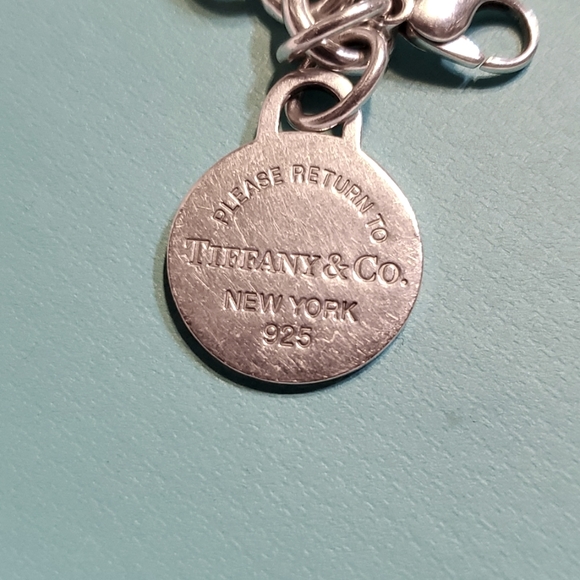 PLEASE RETURN TO
TIFFANY & CO.
NEW YORK
925